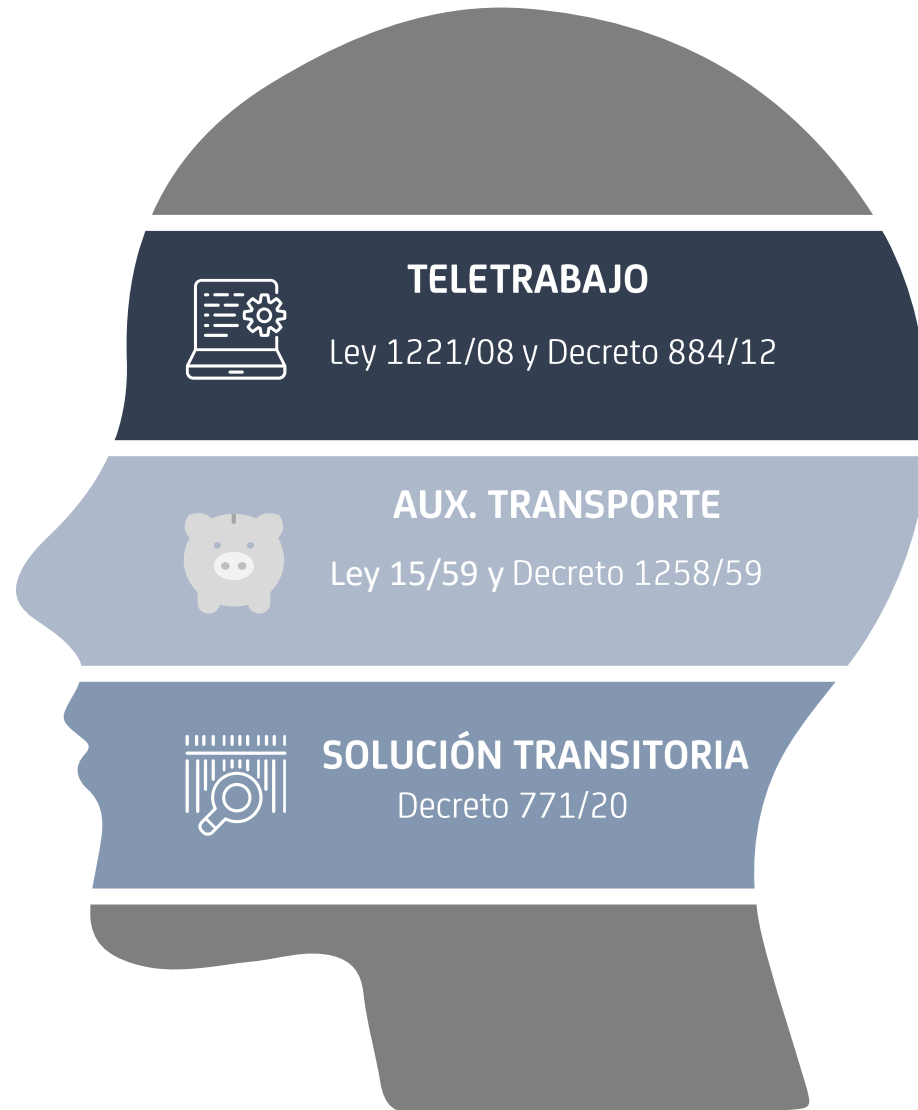 TELETRABAJO
Ley 1221/08 y Decreto 884/12
AUX. TRANSPORTE
Ley 15/59 y Decreto 1258/59
SOLUCIÓN TRANSITORIA
Decreto 771/20